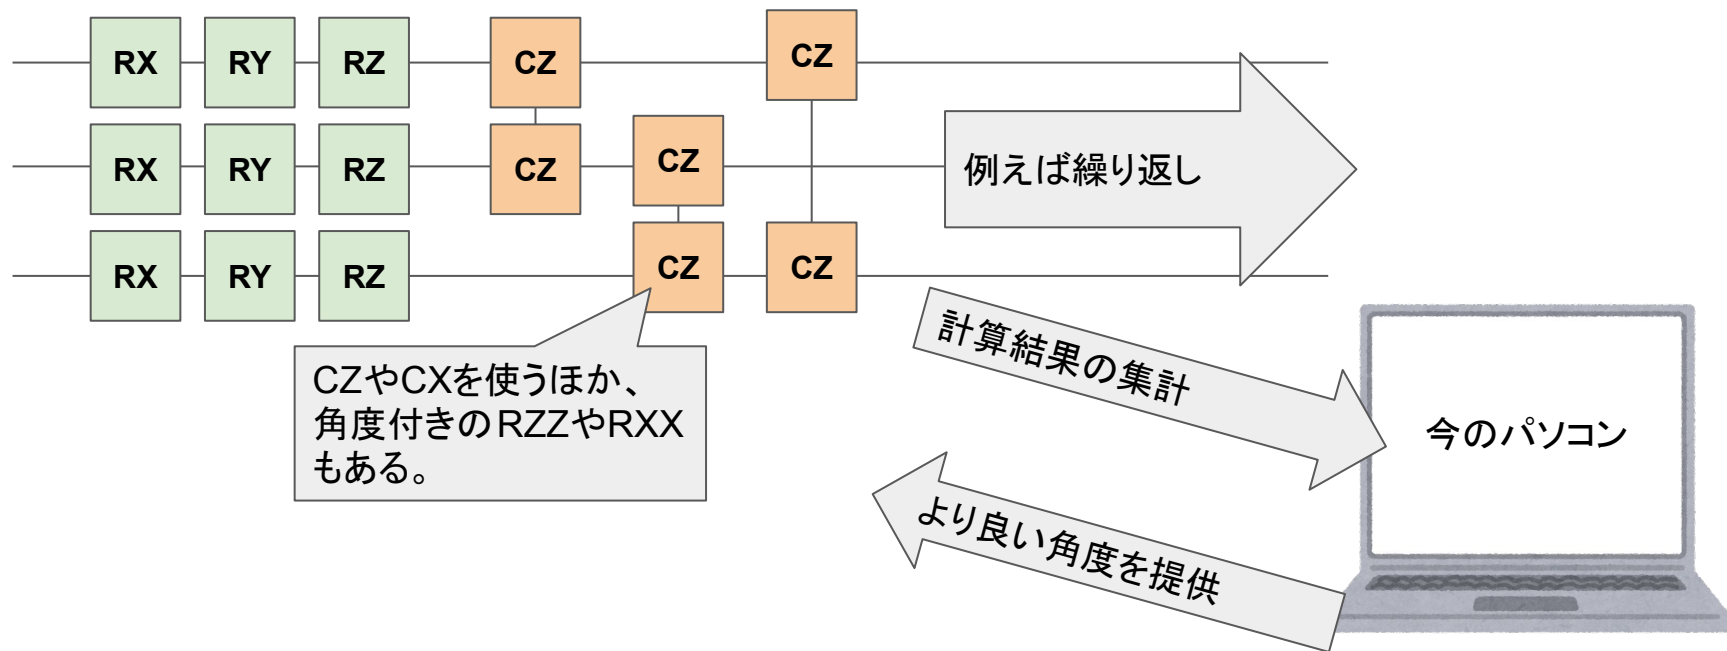 RX RY RZ CZ CZ
RX RY RZ CZ CZ
例えば繰り返し
RX RY RZ CZ CZ
CZやCXを使うほか、
角度付きのRZZやRXX
もある。
計算結果の集計
今のパソコン
より良い角度を提供